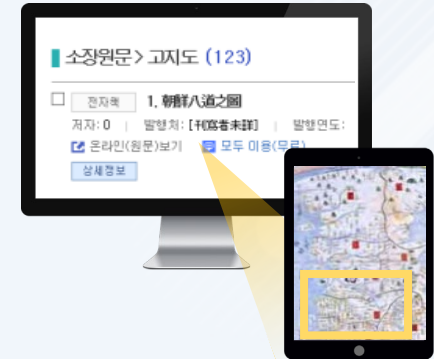 소장원문 > 고지도 (123)
전자책 1. 朝鮮八道之圖
저자: 0 | 발행처: [刊寫者未詳] | 발행연도:
온라인(원문)보기 모두 이용(무료)
상세정보